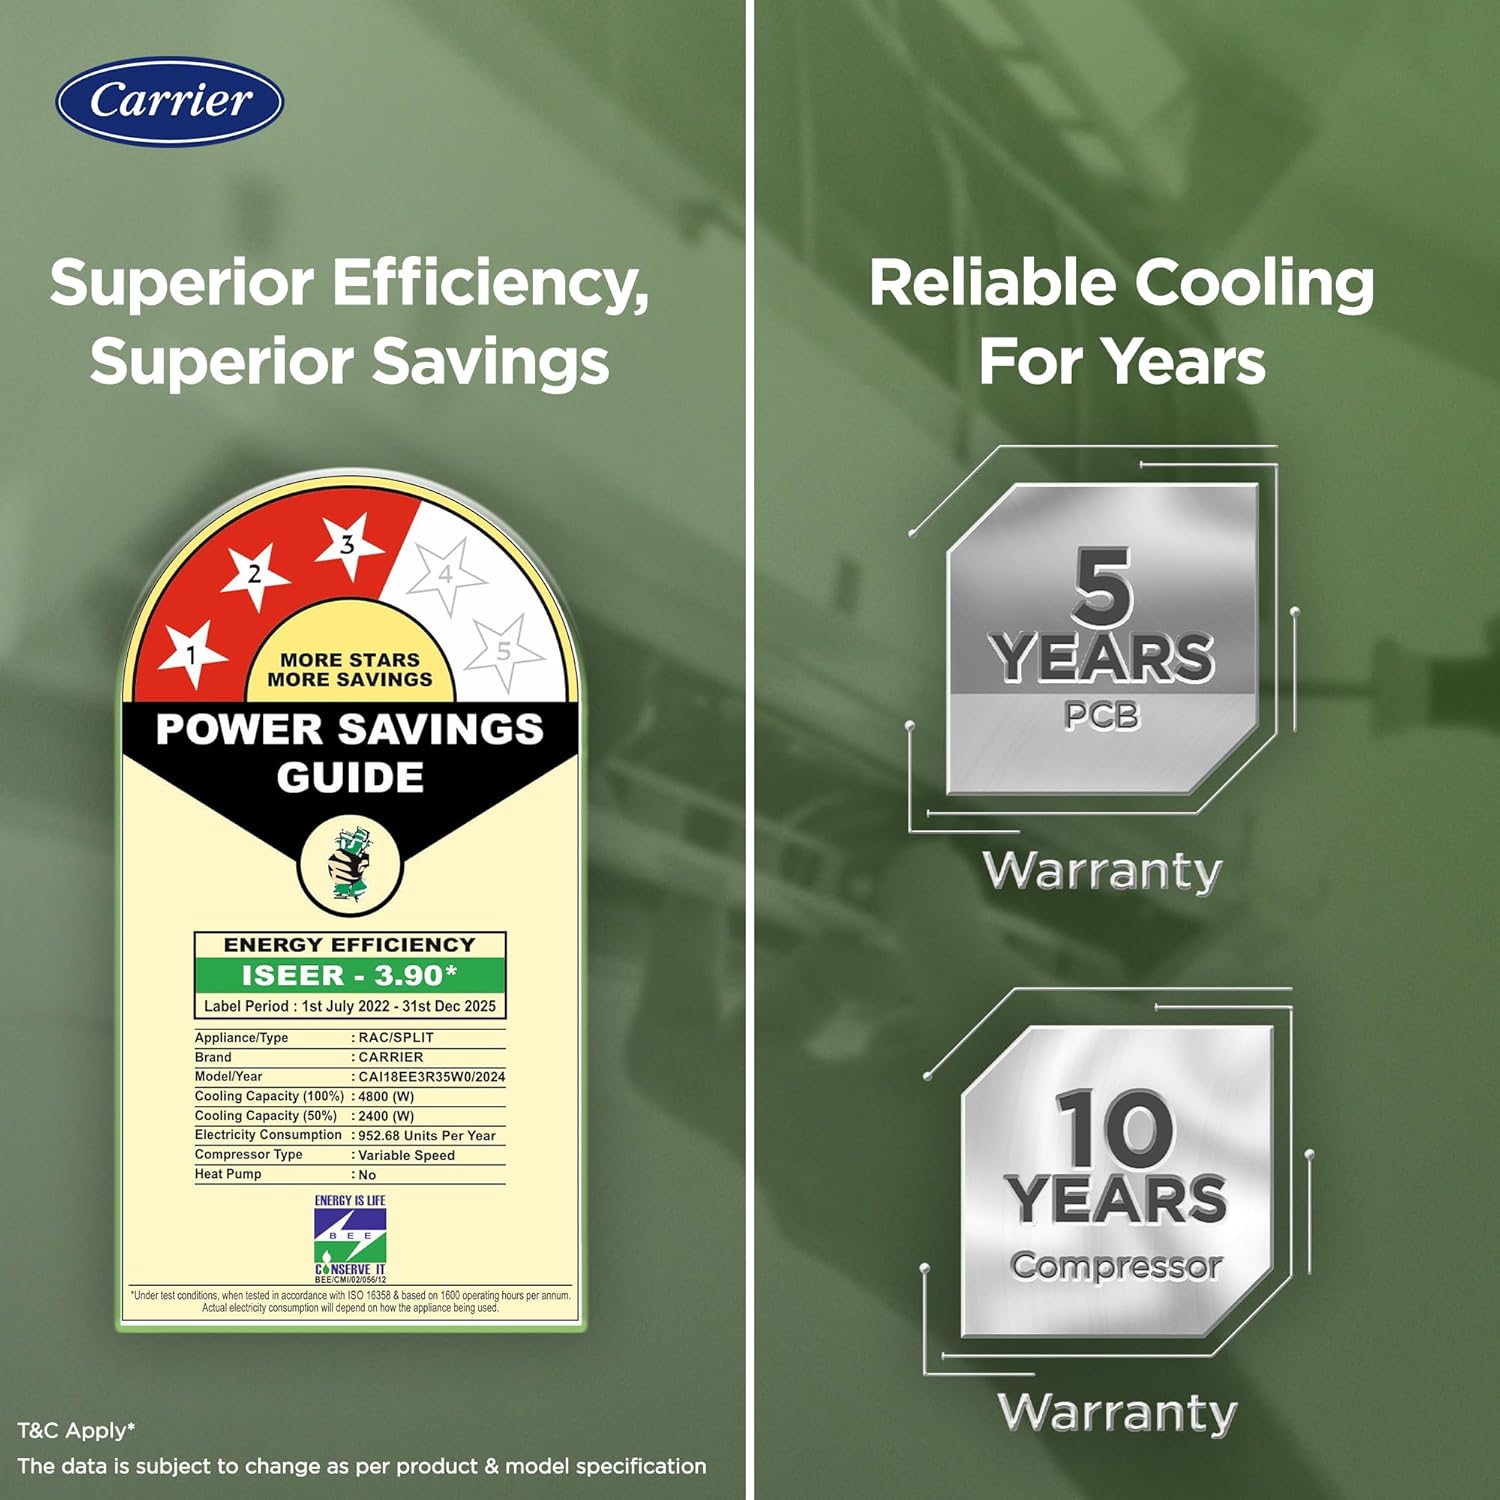 Carrier
Superior Efficiency,
Superior Savings
1
2
3
4
5
MORE STARS
MORE SAVINGS
POWER SAVINGS
GUIDE
ENERGY EFFICIENCY
ISEER - 3.90*
Label Period : 1st July 2022 - 31st Dec 2025
Appliance/Type : RAC/SPLIT
Brand : CARRIER
Model/Year : CAI18EE3R35W0/2024
Cooling Capacity (100%) : 4800 (W)
Cooling Capacity (50%) : 2400 (W)
Electricity Consumption : 952.68 Units Per Year
Compressor Type : Variable Speed
Heat Pump : No
ENERGY IS LIFE
BEE
CONSERVE IT
BEE/CMI/02/056/12
*Under test conditions, when tested in accordance with ISO 16358 & based on 1600 operating hours per annum.
Actual electricity consumption will depend on how the appliance being used.
T&C Apply*
The data is subject to change as per product & model specification
Reliable Cooling
For Years
5
YEARS
PCB
Warranty
10
YEARS
Compressor
Warranty